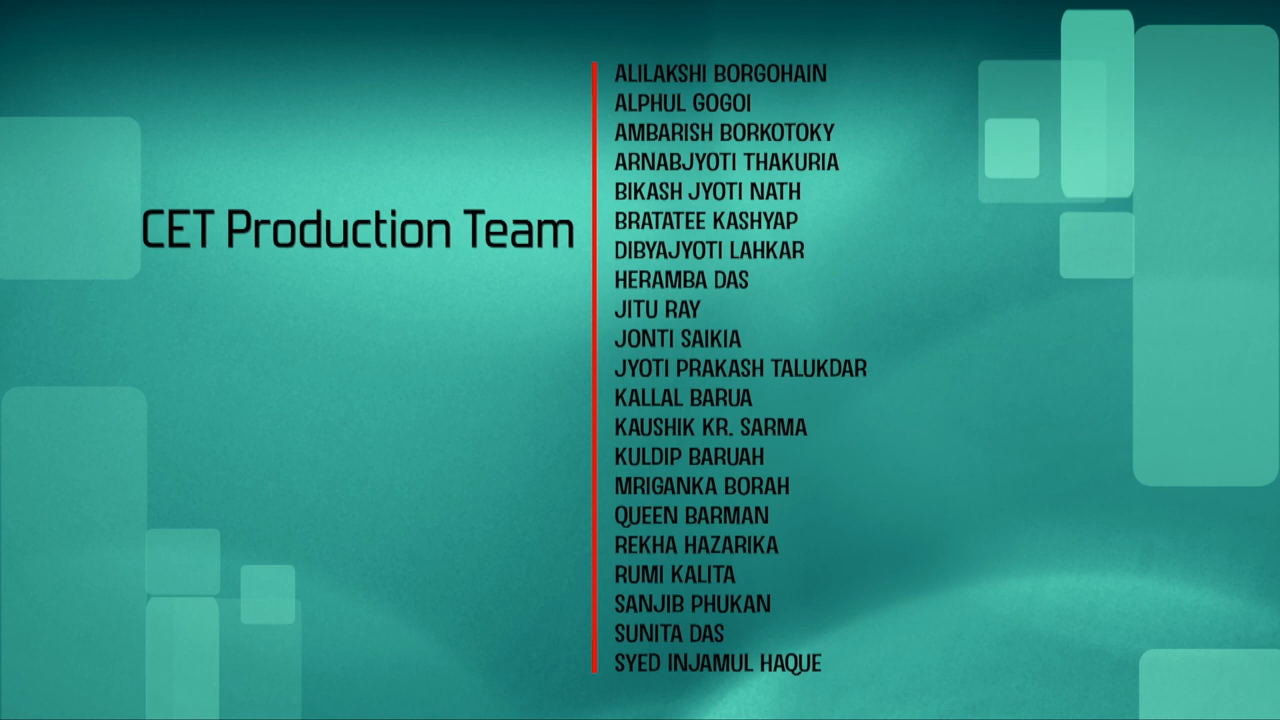 CET Production Team
ALILAKSHI BORGOHAIN
ALPHUL GOGOI
AMBARISH BORKOTOKY
ARNABJYOTI THAKURIA
BIKASH JYOTI NATH
BRATATEE KASHYAP
DIBYAJYOTI LAHKAR
HERAMBA DAS
JITU RAY
JONTI SAIKIA
JYOTI PRAKASH TALUKDAR
KALLAL BARUA
KAUSHIK KR. SARMA
KULDIP BARUAH
MRIGANKA BORAH
QUEEN BARMAN
REKHA HAZARIKA
RUMI KALITA
SANJIB PHUKAN
SUNITA DAS
SYED INJAMUL HAQUE